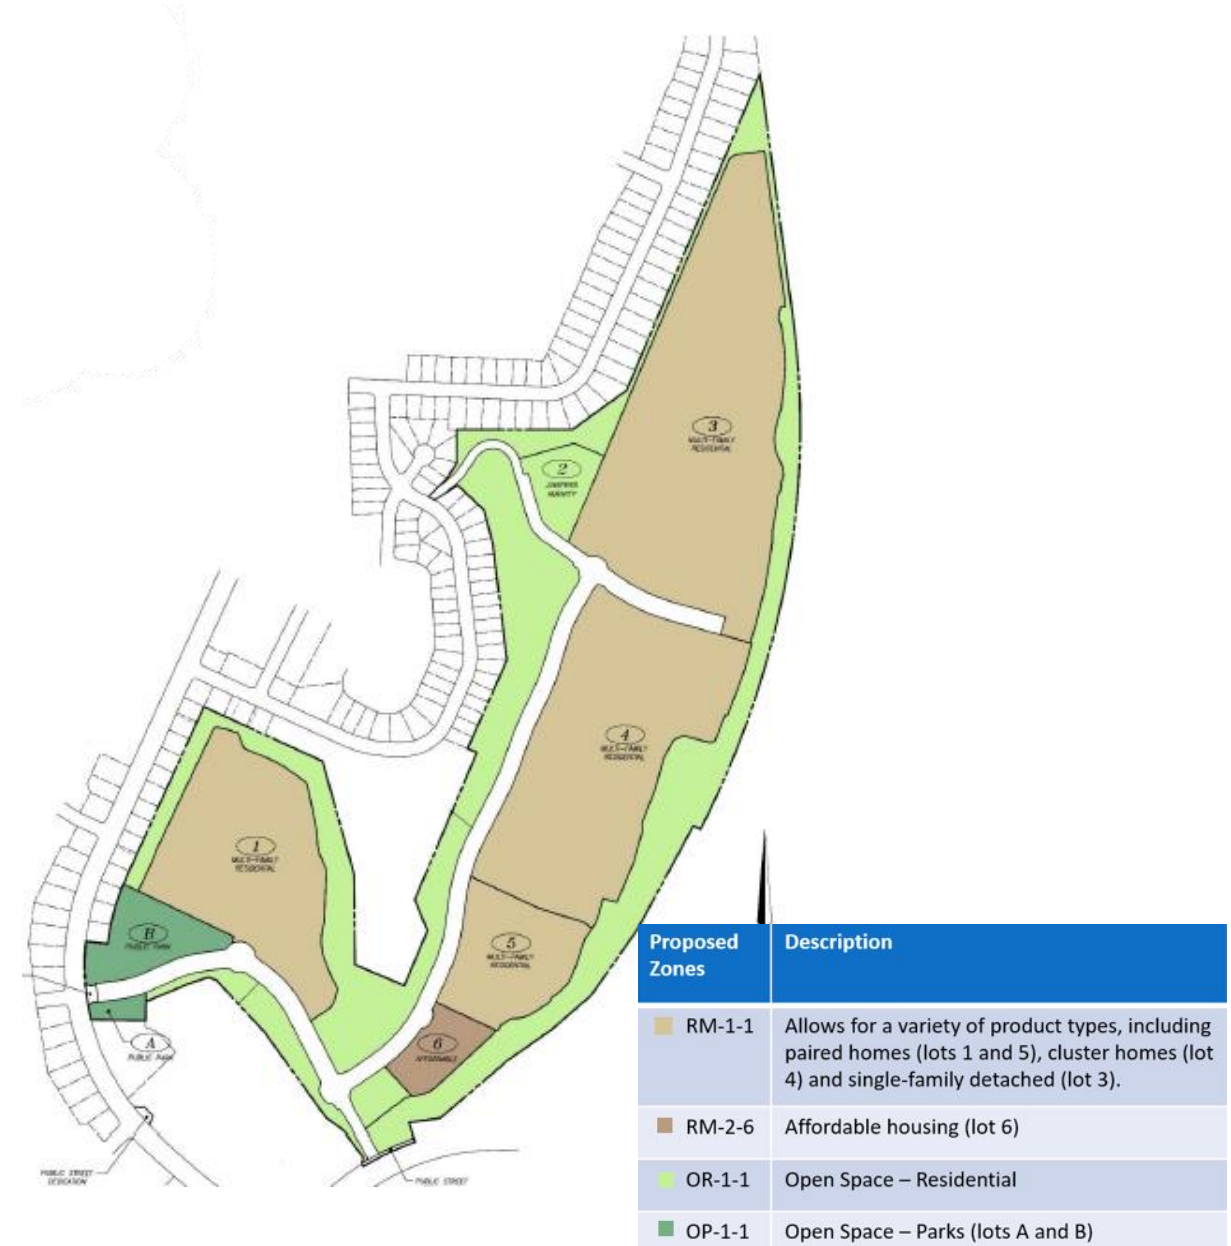 3
MULTI-FAMILY
RESIDENTIAL
2
JUNIPERS
AMENITY
4
MULTI-FAMILY
RESIDENTIAL
1
MULTI-FAMILY
RESIDENTIAL
B
PUBLIC PARK
5
MULTI-FAMILY
RESIDENTIAL
A
PUBLIC PARK
6
AFFORDABLE
PUBLIC STREET
DEDICATION
PUBLIC STREET
Proposed Zones Description
RM-1-1 Allows for a variety of product types, including
paired homes (lots 1 and 5), cluster homes (lot
4) and single-family detached (lot 3).
RM-2-6 Affordable housing (lot 6)
OR-1-1 Open Space – Residential
OP-1-1 Open Space – Parks (lots A and B)